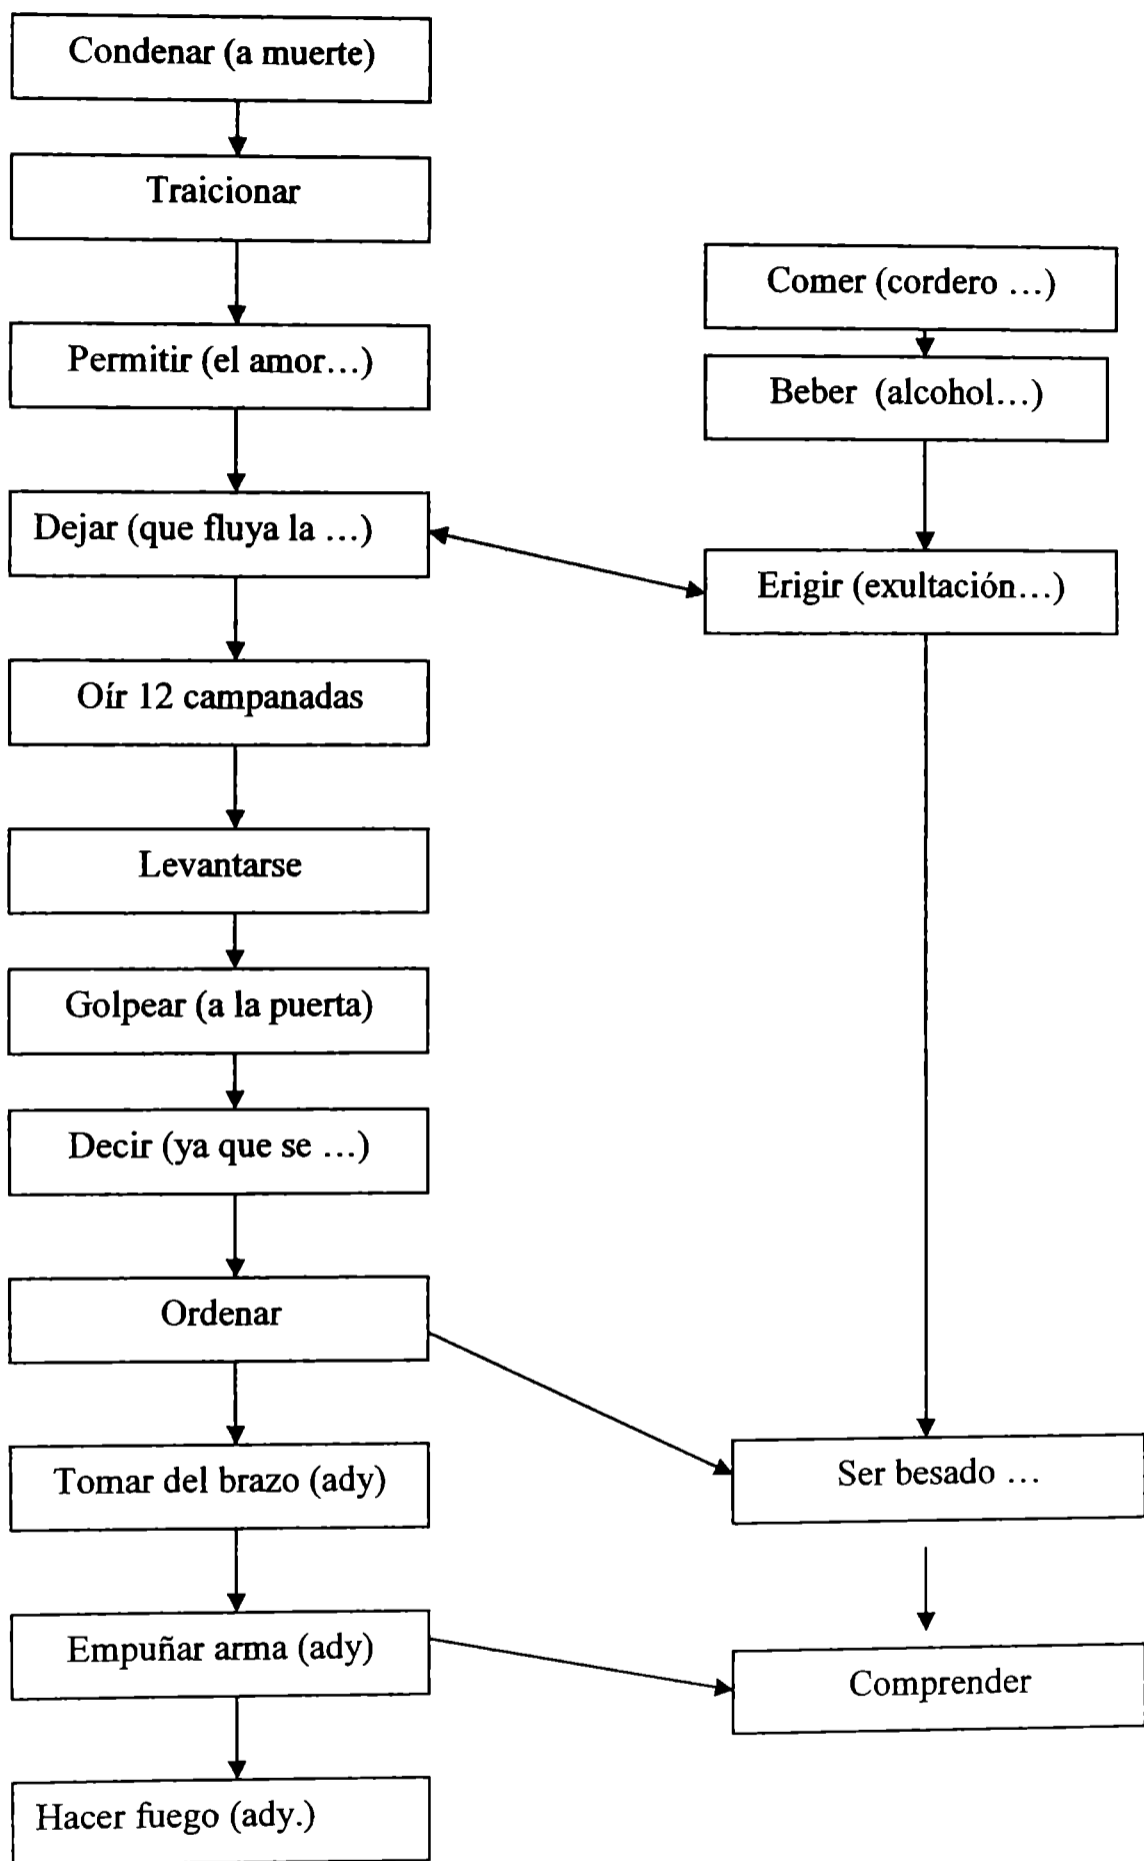 Condenar (a muerte)
Traicionar
Comer (cordero …)
Permitir (el amor…)
Beber (alcohol…)
Dejar (que fluya la …)
Erigir (exultación…)
Oír 12 campanadas
Levantarse
Golpear (a la puerta)
Decir (ya que se …)
Ordenar
Tomar del brazo (ady)
Ser besado …
Empuñar arma (ady)
Comprender
Hacer fuego (ady.)